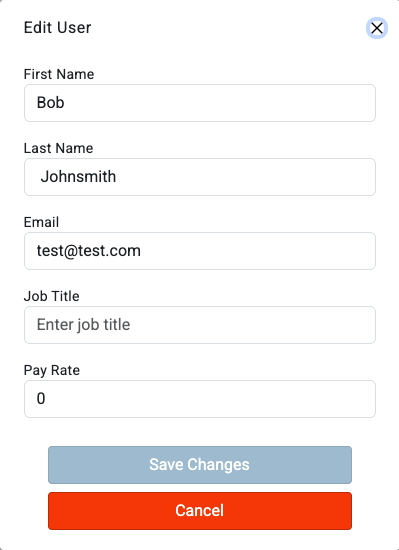 Edit User
First Name
Bob
Last Name
Johnsmith
Email
test@test.com
Job Title
Enter job title
Pay Rate
0
Save Changes
Cancel